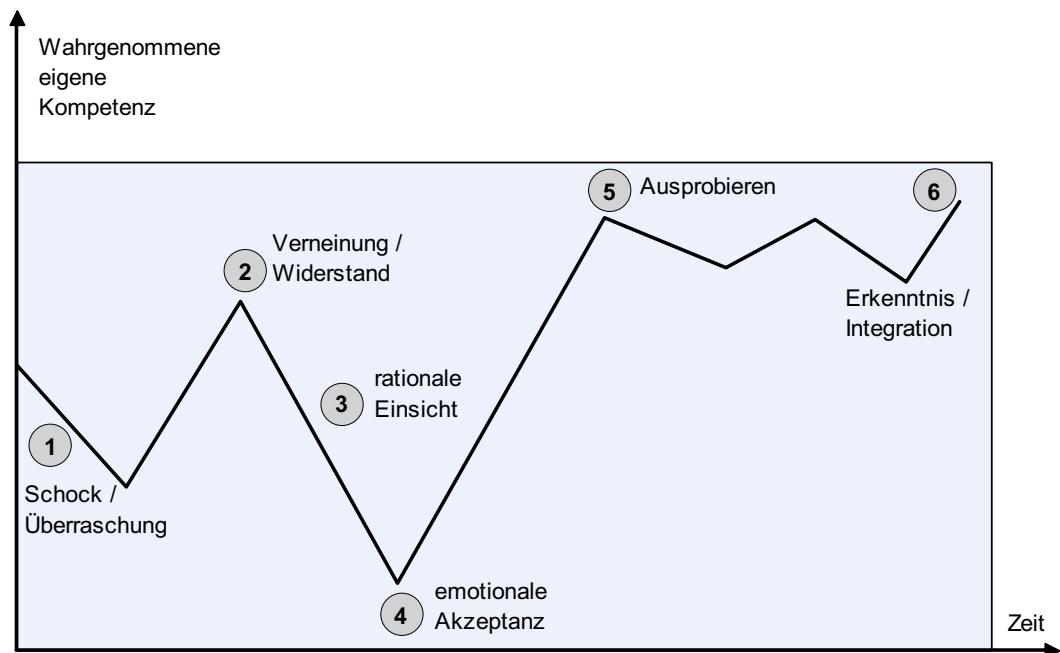 Wahrgenommene
eigene
Kompetenz
5 Ausprobieren
6
Verneinung /
2 Widerstand
Erkenntnis /
Integration
rationale
3 Einsicht
1
Schock /
Überraschung
emotionale
4 Akzeptanz
Zeit